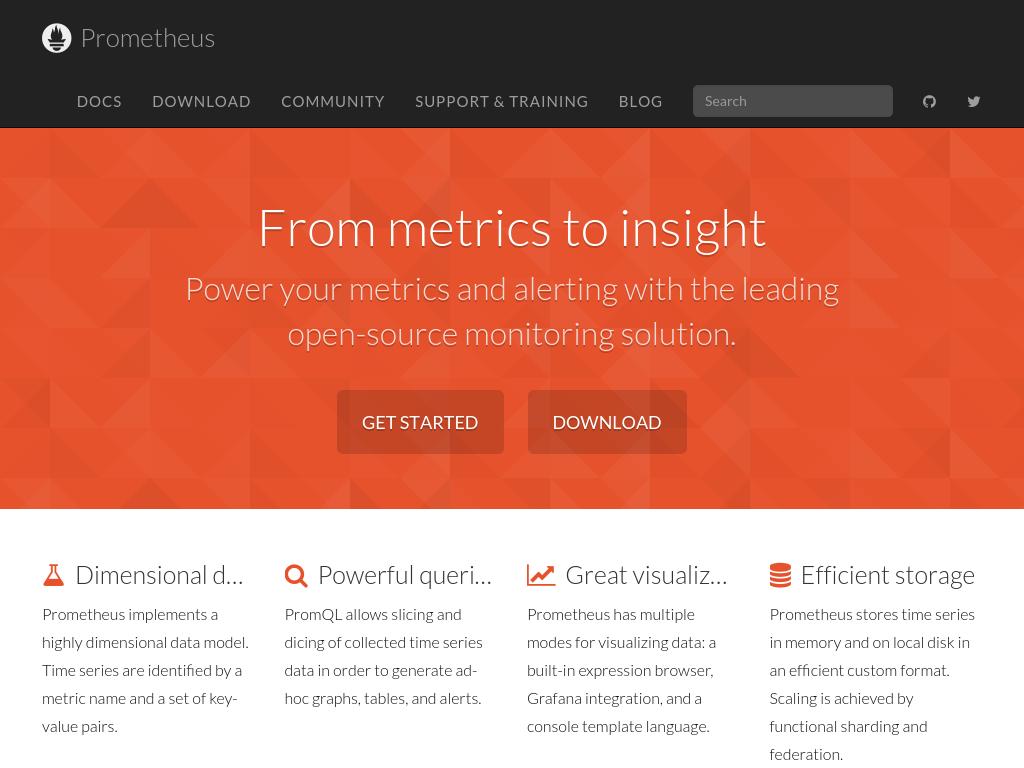 Prometheus
DOCS
DOWNLOAD
COMMUNITY
SUPPORT & TRAINING
BLOG
Search
From metrics to insight
Power your metrics and alerting with the leading
open-source monitoring solution.
GET STARTED
DOWNLOAD
Dimensional d...
Prometheus implements a
highly dimensional data model.
Time series are identified by a
metric name and a set of key-
value pairs.
Powerful queri...
PromQL allows slicing and
dicing of collected time series
data in order to generate ad-
hoc graphs, tables, and alerts.
Great visualiz...
Prometheus has multiple
modes for visualizing data: a
built-in expression browser,
Grafana integration, and a
console template language.
Efficient storage
Prometheus stores time series
in memory and on local disk in
an efficient custom format.
Scaling is achieved by
functional sharding and
federation.